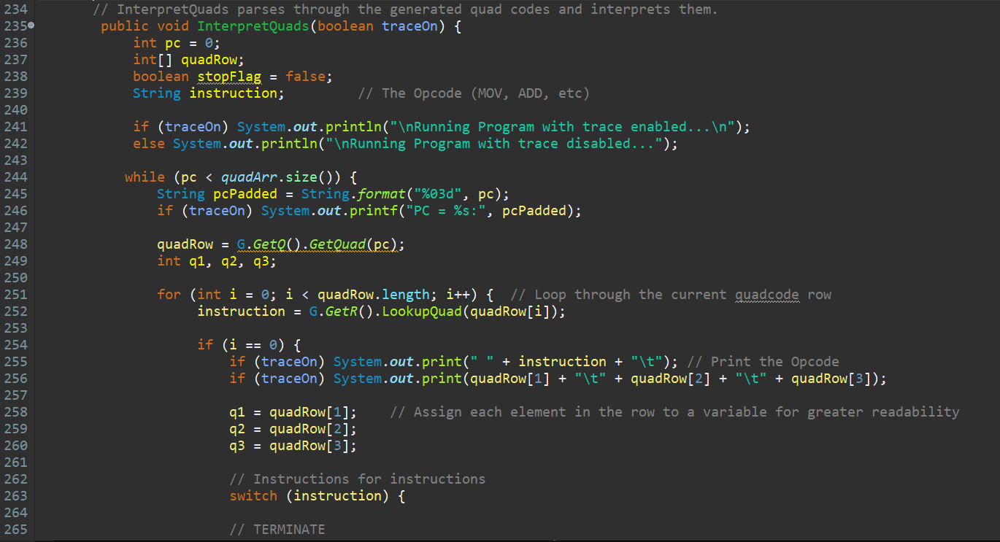 234 // InterpretQuads parses through the generated quad codes and interprets them.
235 public void InterpretQuads(boolean traceOn) {
236 int pc = 0;
237 int[] quadRow;
238 boolean stopFlag = false;
239 String instruction; // The Opcode (MOV, ADD, etc)
240
241 if (traceOn) System.out.println("\nRunning Program with trace enabled...\n");
242 else System.out.println("\nRunning Program with trace disabled...");
243
244 while (pc < quadArr.size()) {
245 String pcPadded = String.format("%03d", pc);
246 if (traceOn) System.out.printf("PC = %s:", pcPadded);
247
248 quadRow = G.GetQ().GetQuad(pc);
249 int q1, q2, q3;
250
251 for (int i = 0; i < quadRow.length; i++) { // Loop through the current quadcode row
252 instruction = G.GetR().LookupQuad(quadRow[i]);
253
254 if (i == 0) {
255 if (traceOn) System.out.print(" " + instruction + "\t"); // Print the Opcode
256 if (traceOn) System.out.print(quadRow[1] + "\t" + quadRow[2] + "\t" + quadRow[3]);
257
258 q1 = quadRow[1]; // Assign each element in the row to a variable for greater readability
259 q2 = quadRow[2];
260 q3 = quadRow[3];
261
262 // Instructions for instructions
263 switch (instruction) {
264
265 // TERMINATE